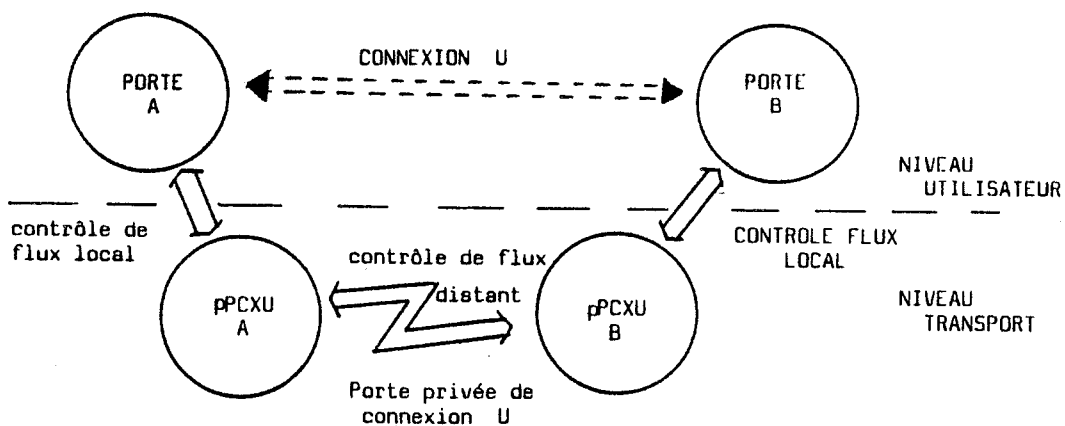 CONNEXION U
PORTE
A
PORTE
B
NIVEAU
UTILISATEUR
contrôle de
flux local
CONTROLE FLUX
LOCAL
contrôle de flux
distant
pPCXU
A
pPCXU
B
NIVEAU
TRANSPORT
Porte privée de
connexion U